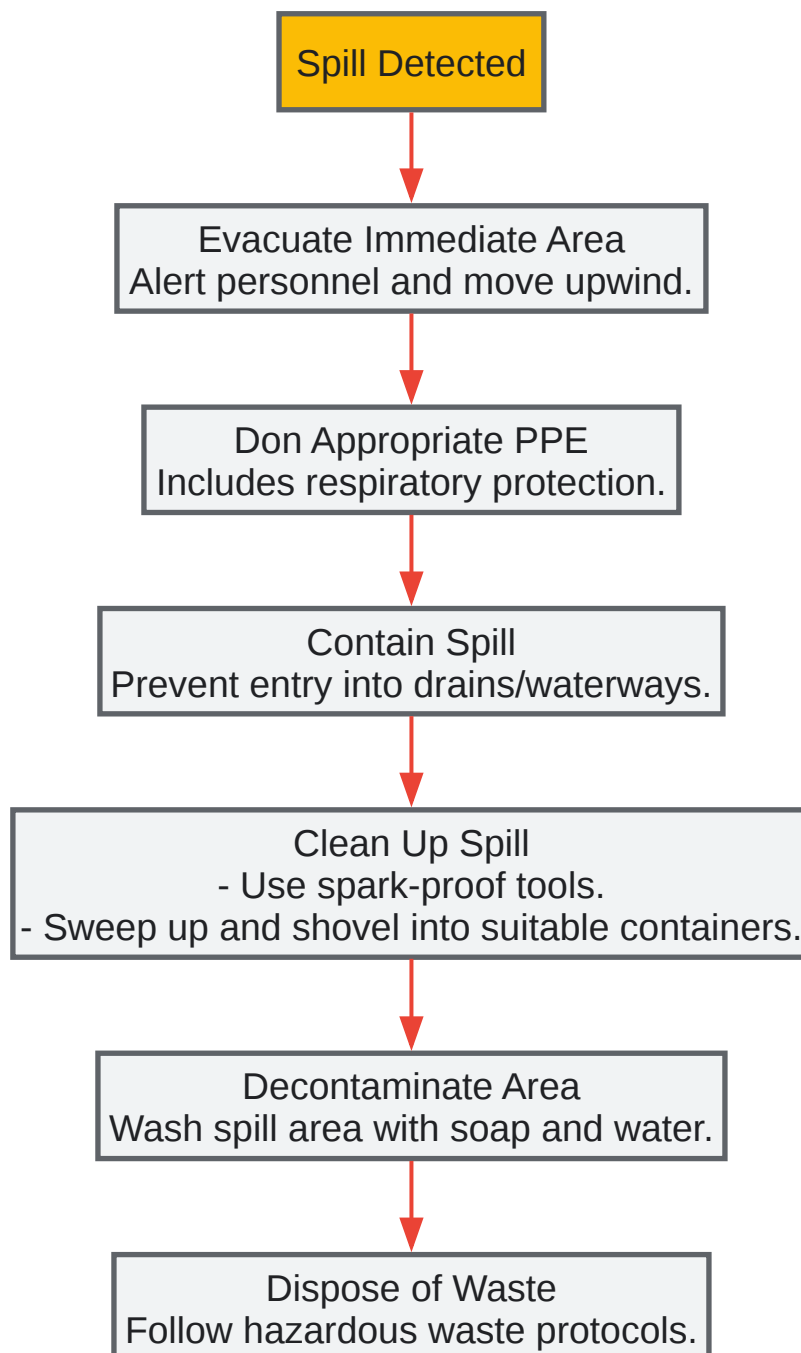 Spill Detected
Evacuate Immediate Area
Alert personnel and move upwind.
Don Appropriate PPE
Includes respiratory protection.
Contain Spill
Prevent entry into drains/waterways.
Clean Up Spill
- Use spark-proof tools.
- Sweep up and shovel into suitable containers.
Decontaminate Area
Wash spill area with soap and water.
Dispose of Waste
Follow hazardous waste protocols.